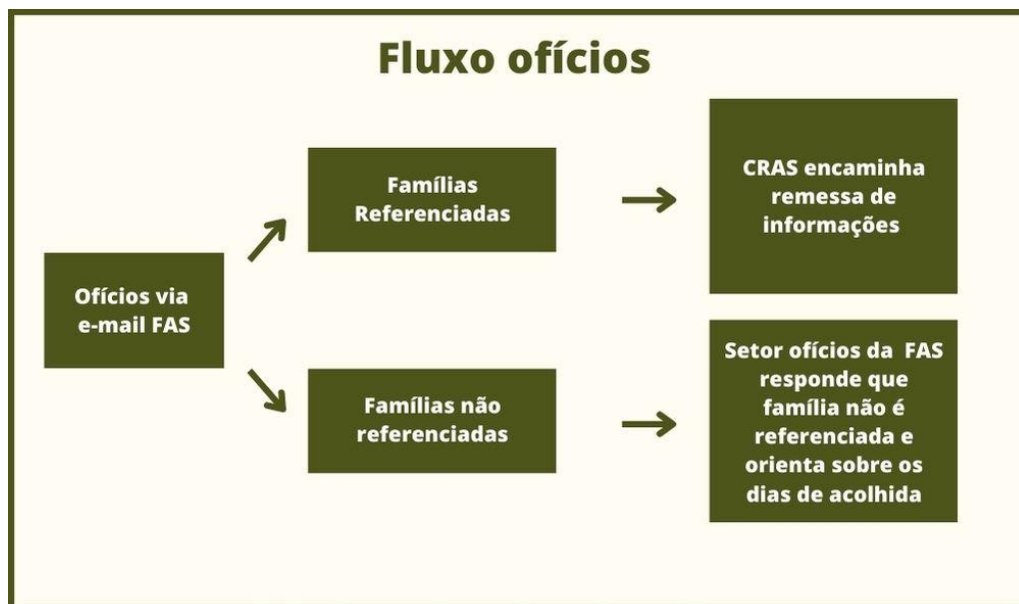 Fluxo ofícios
Ofícios via
e-mail FAS
Famílias
Referenciadas
CRAS encaminha
remessa de
informações
Famílias não
referenciadas
Setor ofícios da FAS
responde que
família não é
referenciada e
orienta sobre os
dias de acolhida